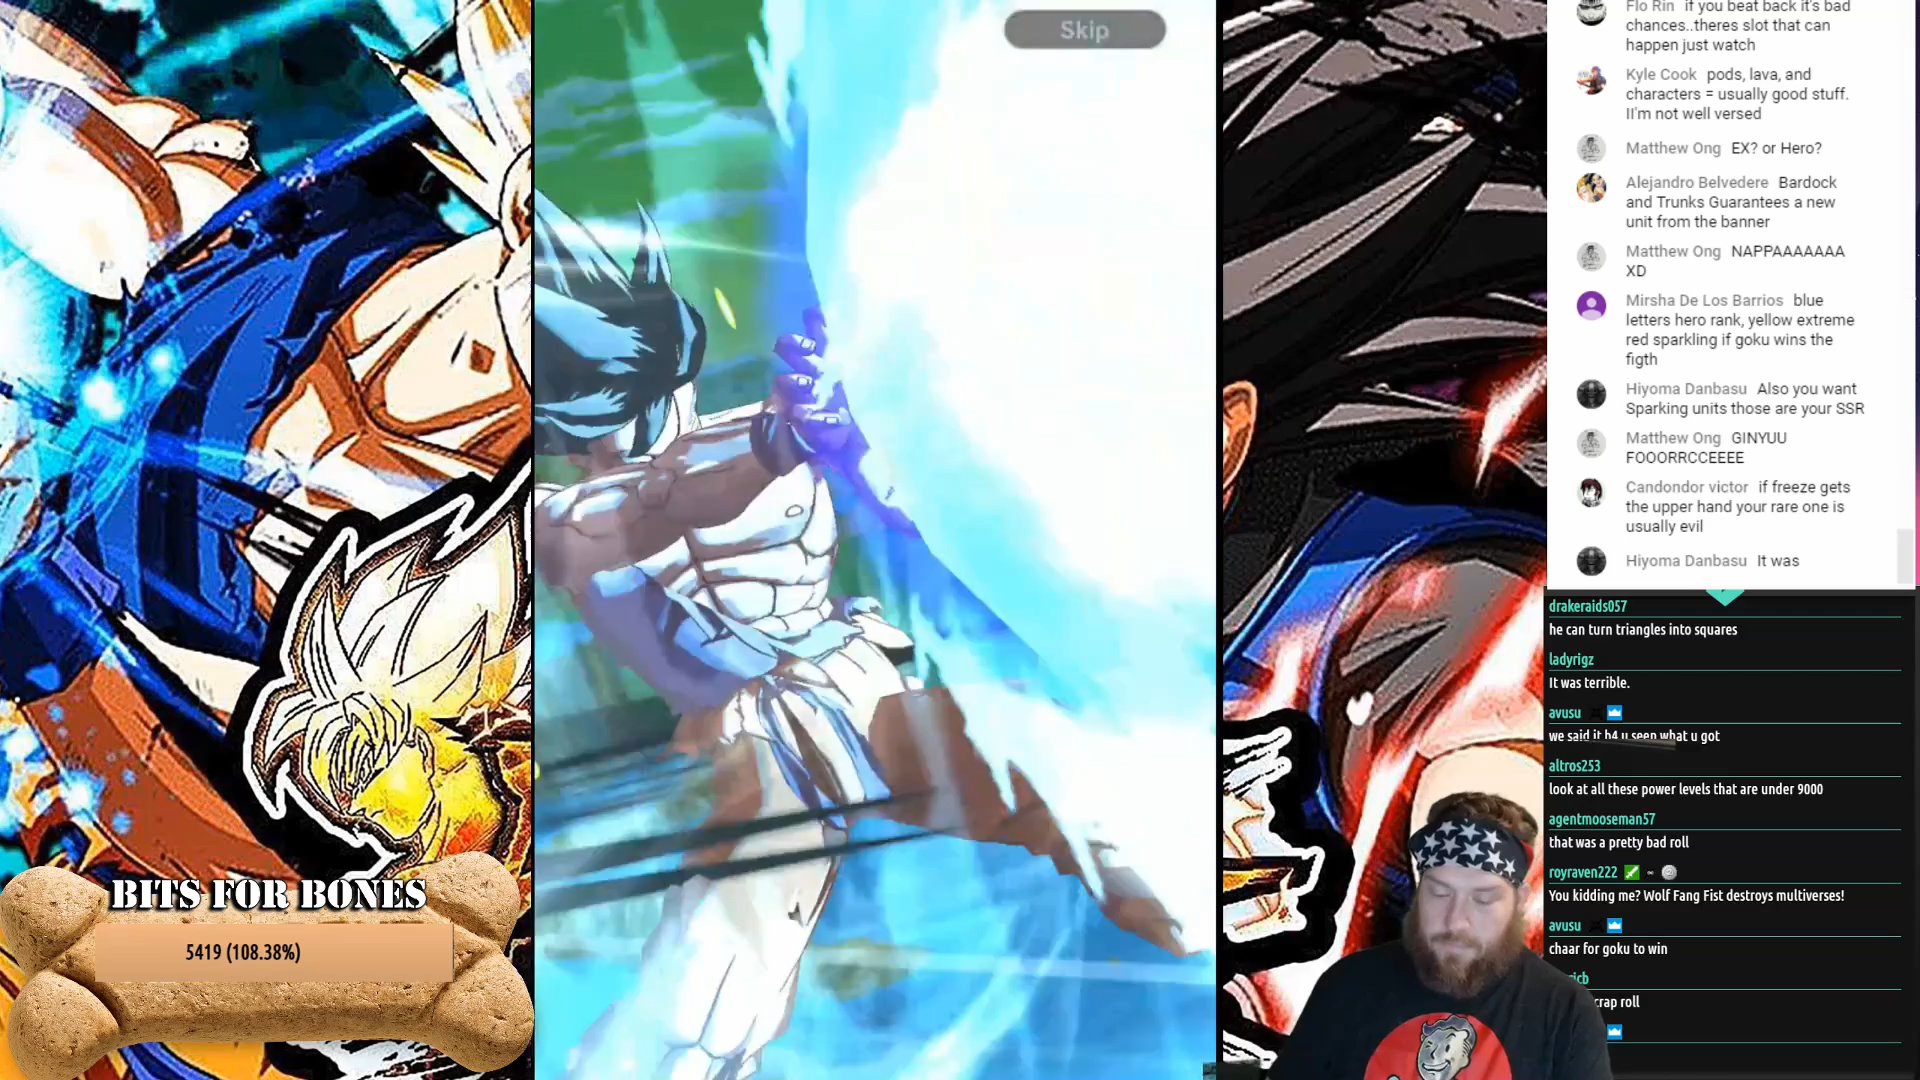 Skip
Flo Rin if you beat back it's bad
chances..theres slot that can
happen just watch
Kyle Cook pods, lava, and
characters = usually good stuff.
II'm not well versed
Matthew Ong EX? or Hero?
Alejandro Belvedere Bardock
and Trunks Guarantees a new
unit from the banner
Matthew Ong NAPPAAAAAAA
XD
Mirsha De Los Barrios blue
letters hero rank, yellow extreme
red sparkling if goku wins the
figth
Hiyoma Danbasu Also you want
Sparking units those are your SSR
Matthew Ong GINYUU
FOOORRCCEEEE
Candondor victor if freeze gets
the upper hand your rare one is
usually evil
Hiyoma Danbasu It was
drakeraids057
he can turn triangles into squares
ladyrigz
It was terrible.
avusu
we said it b4 u seen what u got
altros253
look at all these power levels that are under 9000
agentmooseman57
that was a pretty bad roll
royraven222
You kidding me? Wolf Fang Fist destroys multiverses!
avusu
chaar for goku to win
roll
BITS FOR BONES
5419 (108.38%)